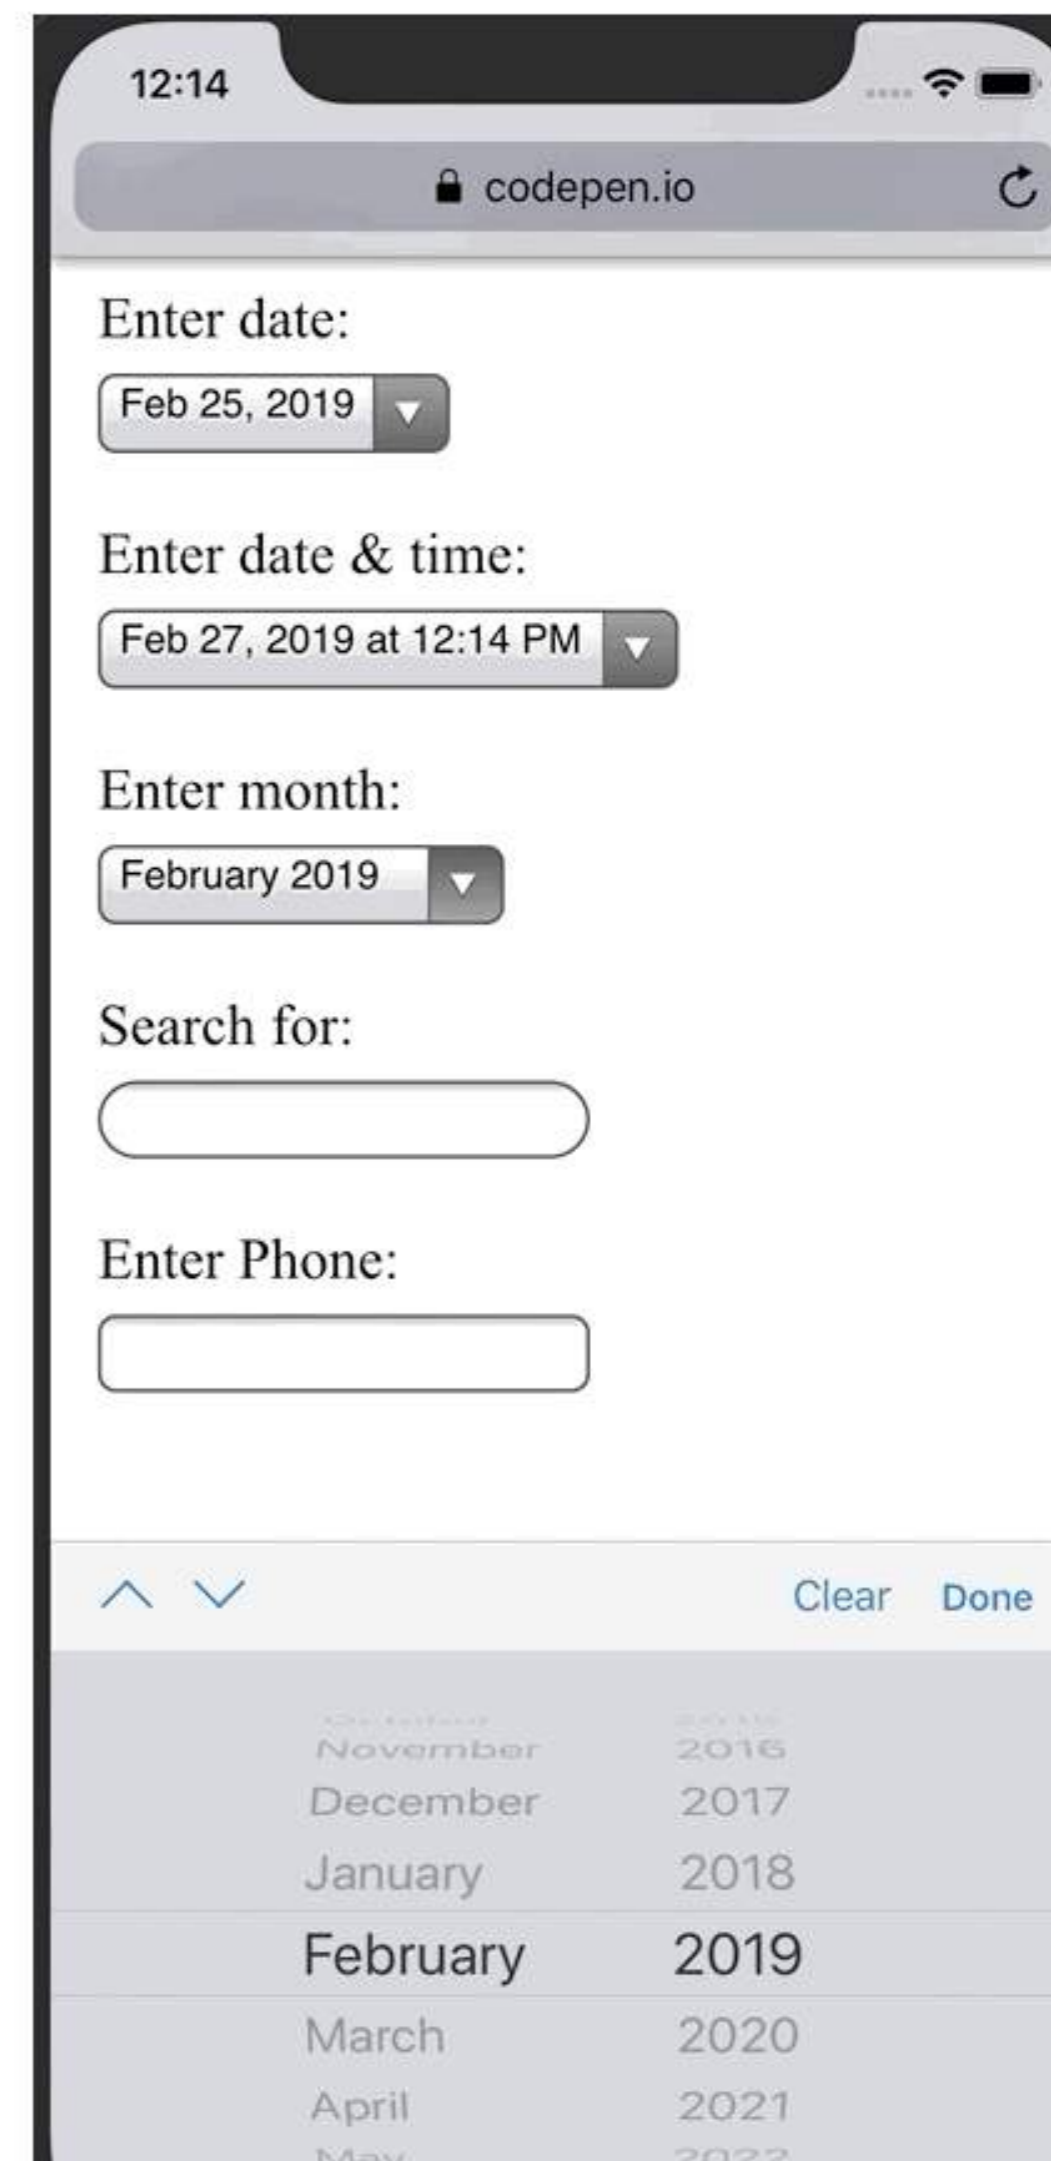 12:14
codepen.io
Enter date:
Feb 25, 2019
Enter date & time:
Feb 27, 2019 at 12:14 PM
Enter month:
February 2019
Search for:
Enter Phone:
Clear Done
November 2016
December 2017
January 2018
February 2019
March 2020
April 2021
May 2022